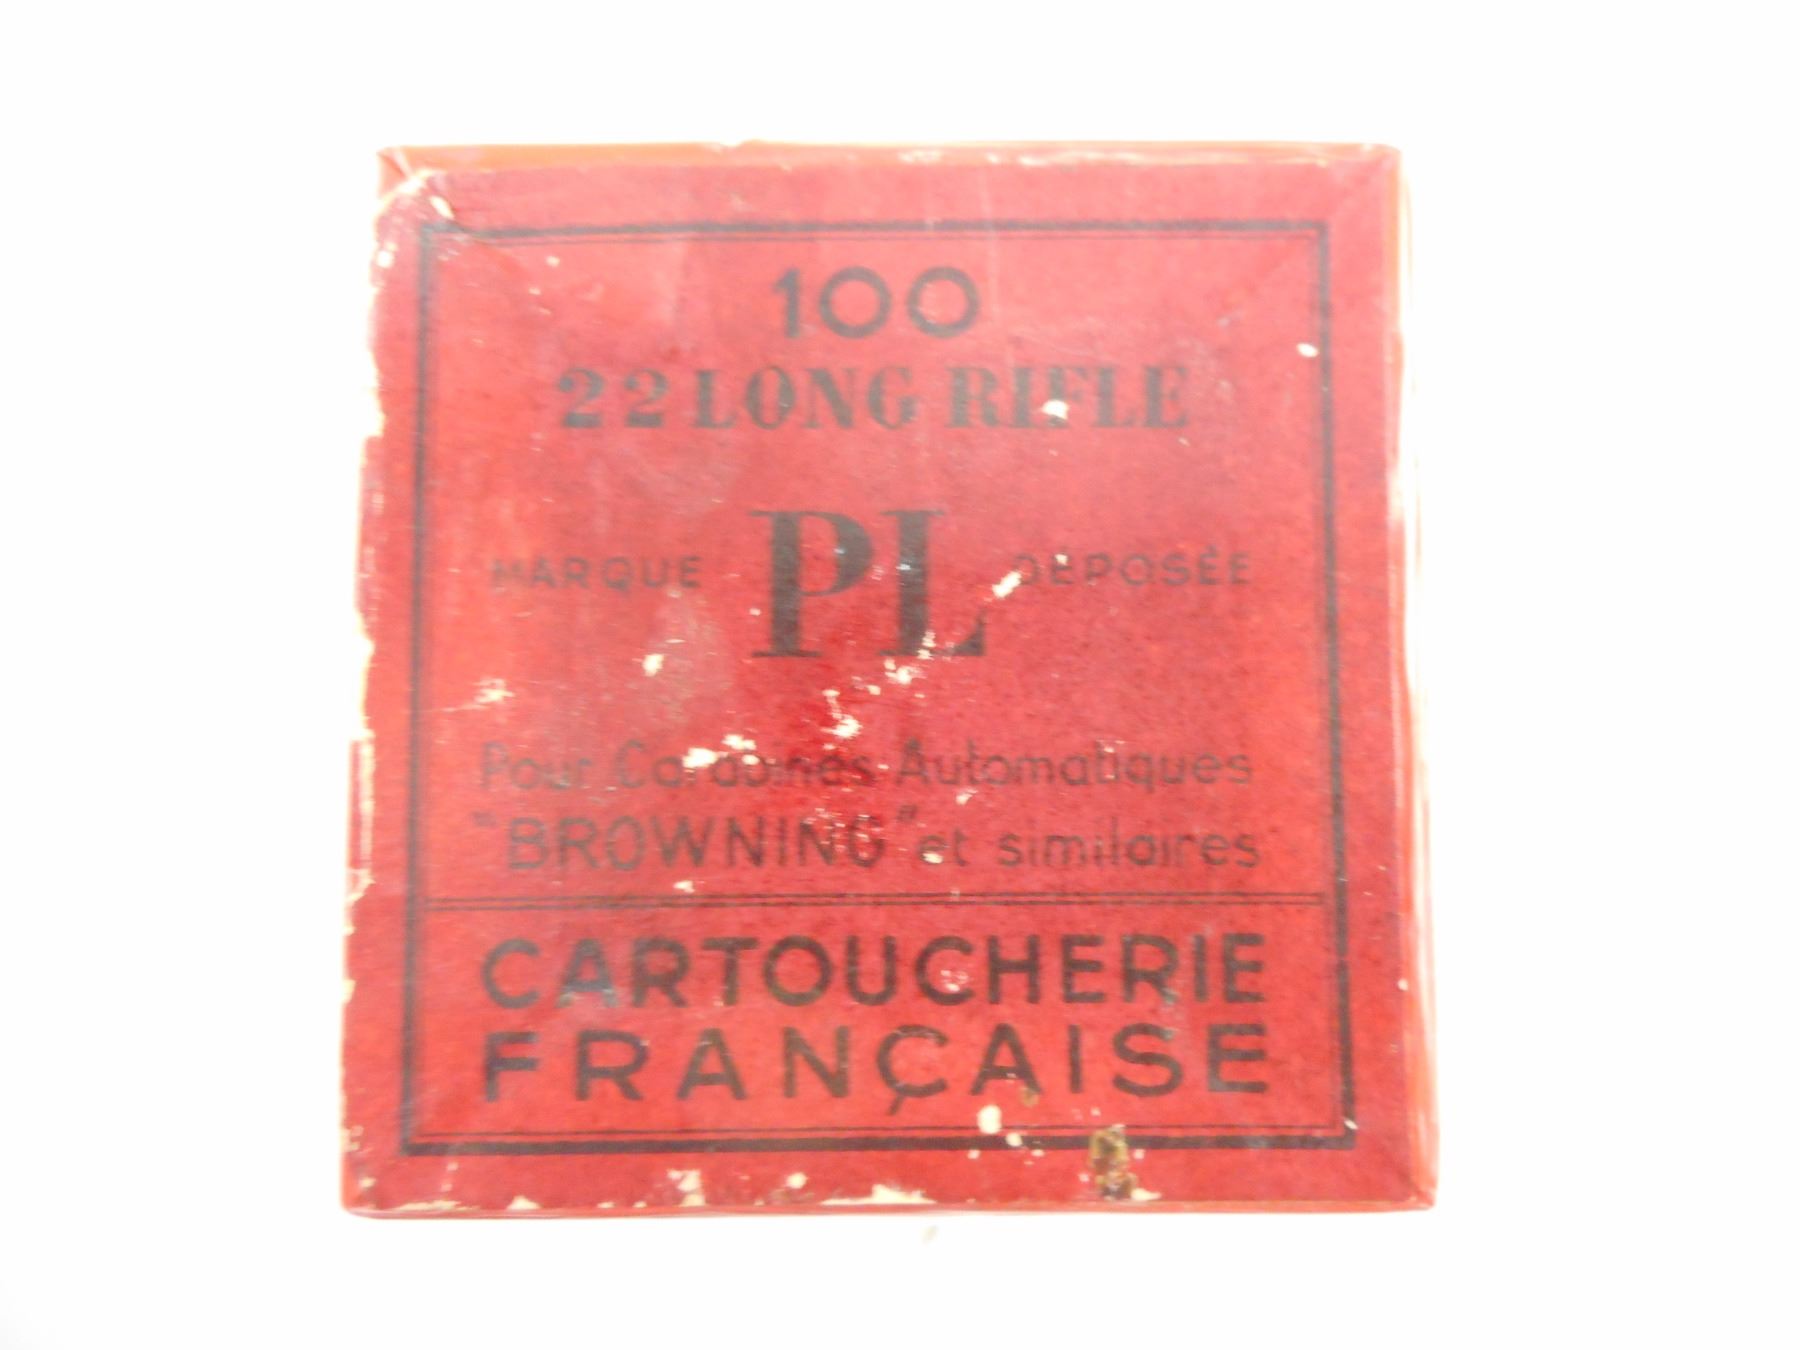 100
22 LONG RIFLE
MARQUE PL DÉPOSÉE
Pour Carabines Automatiques
"BROWNING" et similaires
CARTOUCHERIE
FRANÇAISE